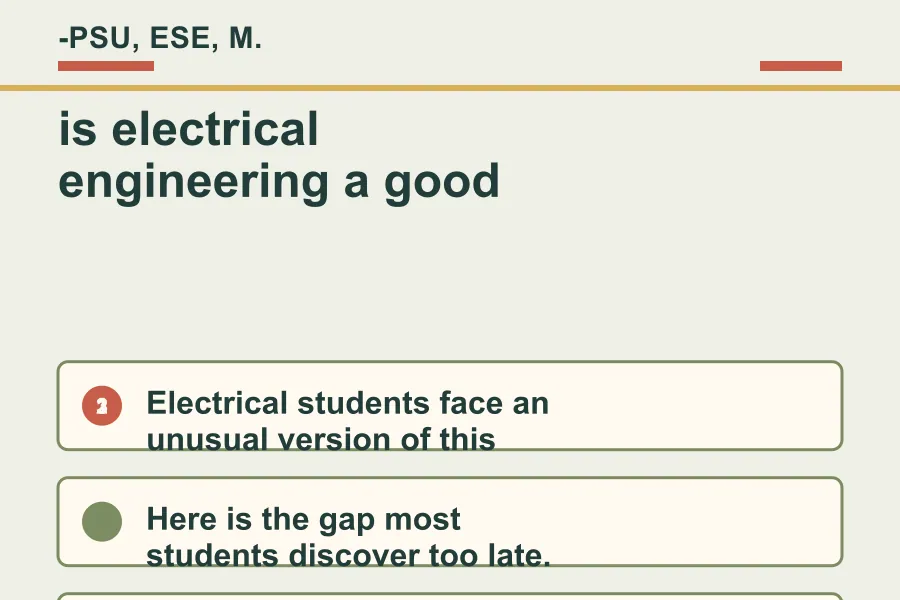 -PSU, ESE, M.
is electrical
engineering a good
Electrical students face an
unusual version of this
Here is the gap most
students discover too late.